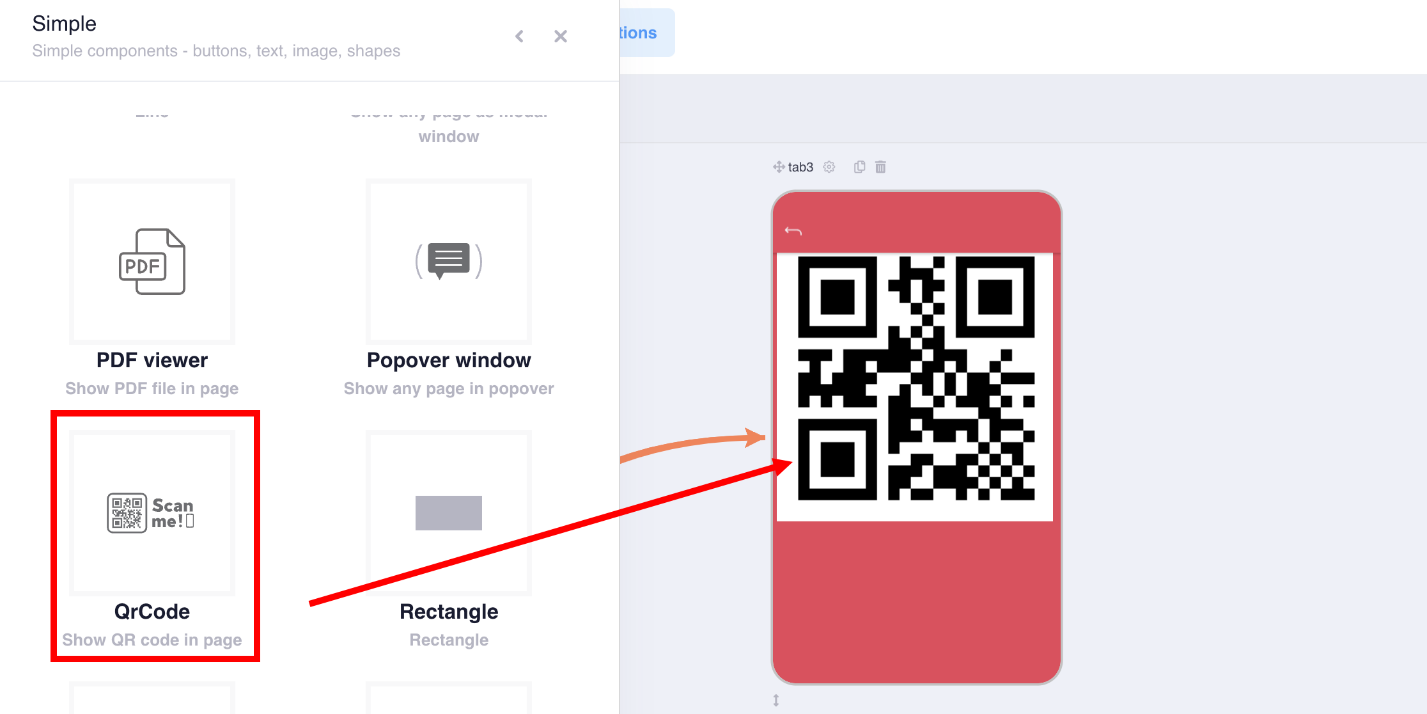 Simple
Simple components - buttons, text, image, shapes
tions
Line
Show any page as modal
window
tab3
PDF
PDF viewer
Show PDF file in page
Popover window
Show any page in popover
Scan
me!
QrCode
Show QR code in page
Rectangle
Rectangle